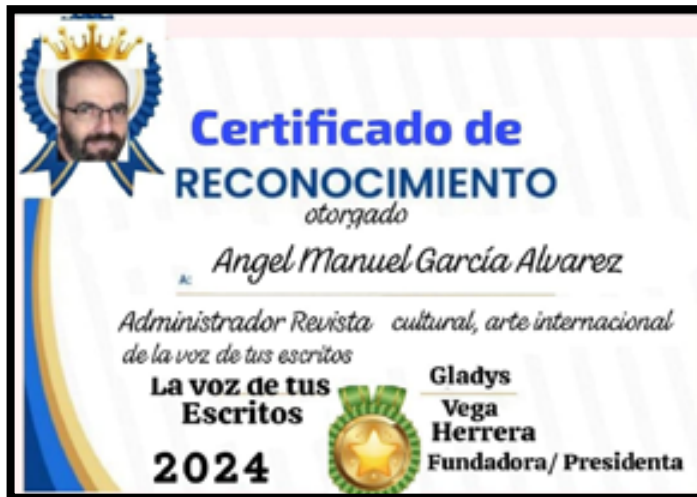 Certificado de
RECONOCIMIENTO
otorgado
A: Angel Manuel García Alvarez
Administrador Revista cultural, arte internacional
de la voz de tus escritos
La voz de tus
Escritos
2024
Gladys
Vega
Herrera
Fundadora/ Presidenta